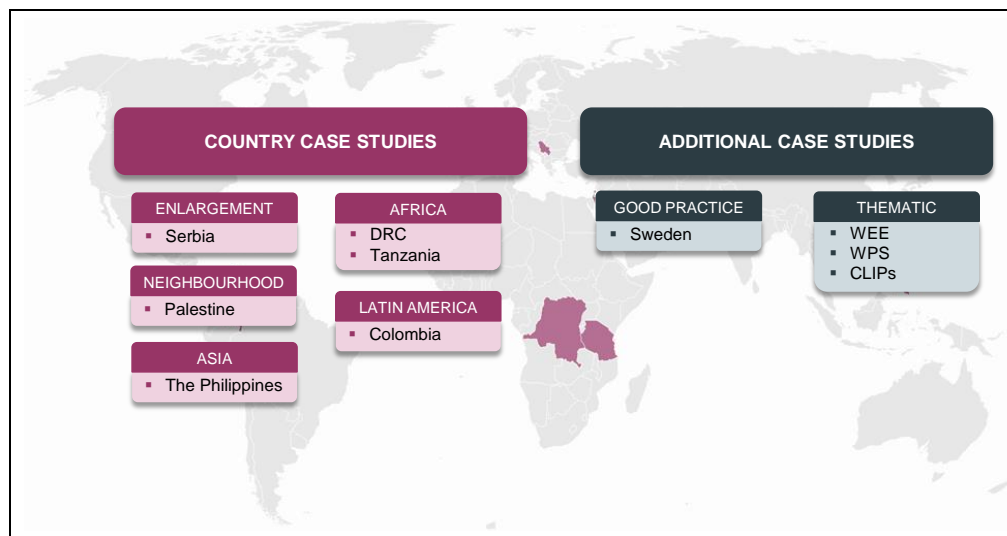 COUNTRY CASE STUDIES
ENLARGEMENT
▪ Serbia
NEIGHBOURHOOD
▪ Palestine
ASIA
▪ The Philippines
AFRICA
▪ DRC
▪ Tanzania
LATIN AMERICA
▪ Colombia
ADDITIONAL CASE STUDIES
GOOD PRACTICE
▪ Sweden
THEMATIC
▪ WEE
▪ WPS
▪ CLIPs